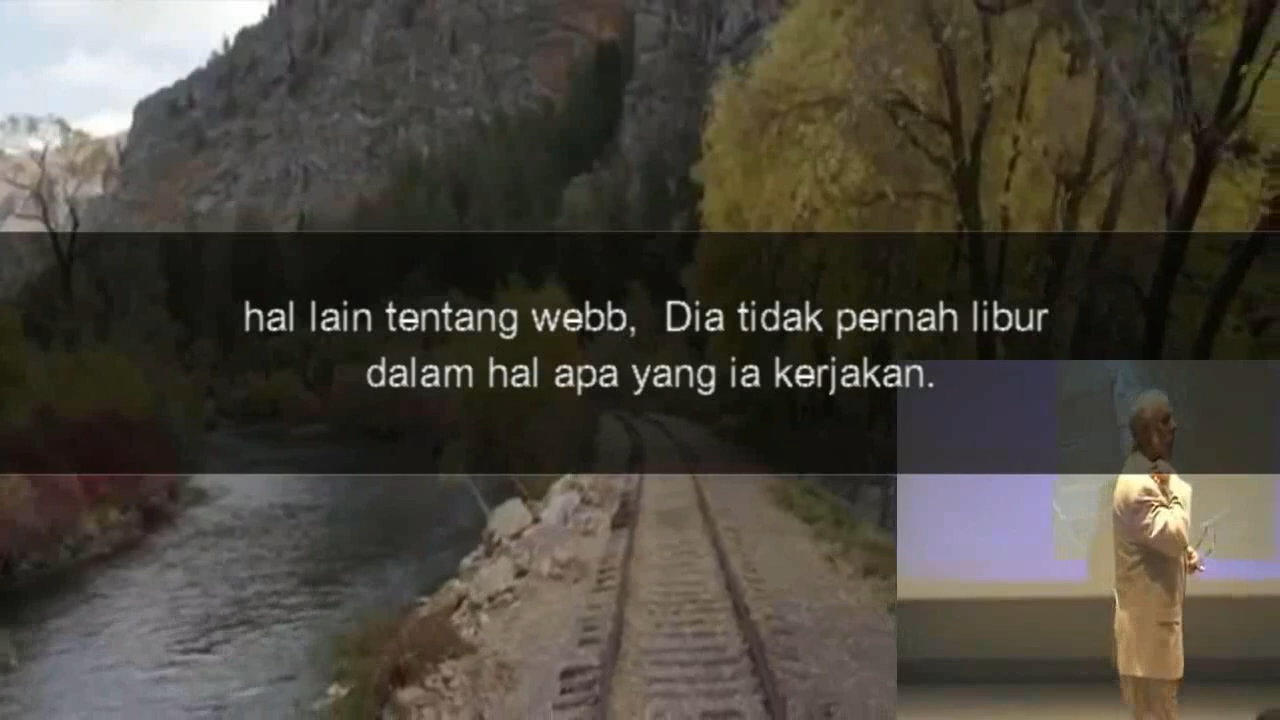 hal lain tentang webb, Dia tidak pernah libur
dalam hal apa yang ia kerjakan.